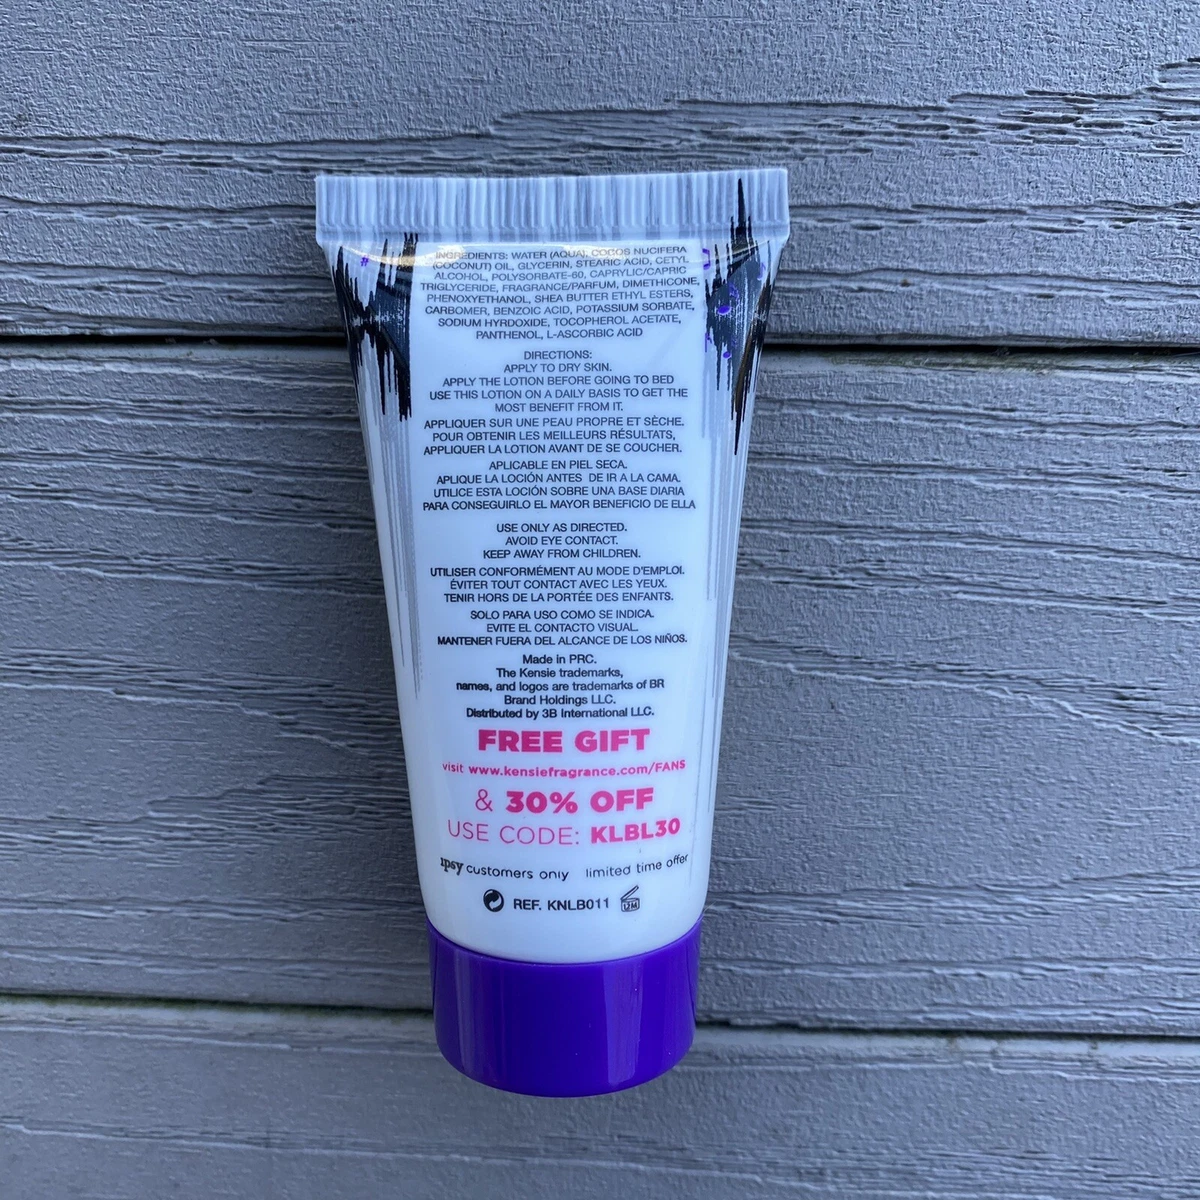 INGREDIENTS: WATER (AQUA), COCOS NUCIFERA
(COCONUT) OIL, GLYCERIN, STEARIC ACID, CETYL
ALCOHOL, POLYSORBATE-60, CAPRYLIC/CAPRIC
TRIGLYCERIDE, FRAGRANCE/PARFUM, DIMETHICONE,
PHENOXYETHANOL, SHEA BUTTER ETHYL ESTERS,
CARBOMER, BENZOIC ACID, POTASSIUM SORBATE,
SODIUM HYRDOXIDE, TOCOPHEROL ACETATE,
PANTHENOL, L-ASCORBIC ACID
DIRECTIONS:
APPLY TO DRY SKIN.
APPLY THE LOTION BEFORE GOING TO BED
USE THIS LOTION ON A DAILY BASIS TO GET THE
MOST BENEFIT FROM IT.
APPLIQUER SUR UNE PEAU PROPRE ET SÈCHE.
POUR OBTENIR LES MEILLEURS RÉSULTATS,
APPLIQUER LA LOTION AVANT DE SE COUCHER.
APLICABLE EN PIEL SECA.
APLIQUE LA LOCIÓN ANTES DE IR A LA CAMA.
UTILICE ESTA LOCIÓN SOBRE UNA BASE DIARIA
PARA CONSEGUIRLO EL MAYOR BENEFICIO DE ELLA
USE ONLY AS DIRECTED.
AVOID EYE CONTACT.
KEEP AWAY FROM CHILDREN.
UTILISER CONFORMÉMENT AU MODE D'EMPLOI.
ÉVITER TOUT CONTACT AVEC LES YEUX.
TENIR HORS DE LA PORTÉE DES ENFANTS.
SOLO PARA USO COMO SE INDICA.
EVITE EL CONTACTO VISUAL.
MANTENER FUERA DEL ALCANCE DE LOS NIÑOS.
Made in PRC.
The Kensie trademarks,
names, and logos are trademarks of BR
Brand Holdings LLC.
Distributed by 3B International LLC.
FREE GIFT
visit www.kensiefragrance.com/FANS
& 30% OFF
USE CODE: KLBL30
ipsy customers only limited time offer
REF. KNLB011 12M